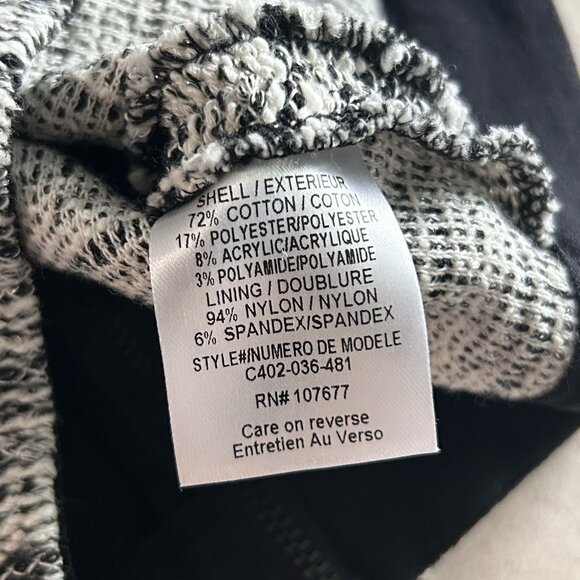 SHELL / EXTERIEUR
72% COTTON / COTON
17% POLYESTER/POLYESTER
8% ACRYLIC/ACRYLIQUE
3% POLYAMIDE/POLYAMIDE
LINING / DOUBLURE
94% NYLON / NYLON
6% SPANDEX/SPANDEX
STYLE#/NUMERO DE MODELE
C402-036-481
RN# 107677
Care on reverse
Entretien Au Verso